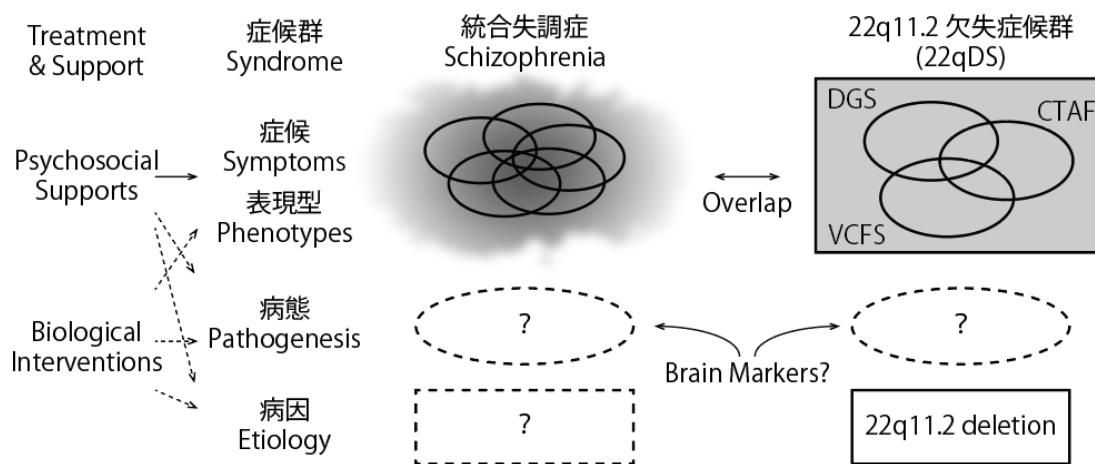 Treatment
& Support
症候群
Syndrome
統合失調症
Schizophrenia
22q11.2 欠失症候群
(22qDS)
Psychosocial
Supports
症候
Symptoms
表現型
Phenotypes
DGS
CTAF
VCFS
Overlap
Biological
Interventions
病態
Pathogenesis
?
?
Brain Markers?
病因
Etiology
?
22q11.2 deletion